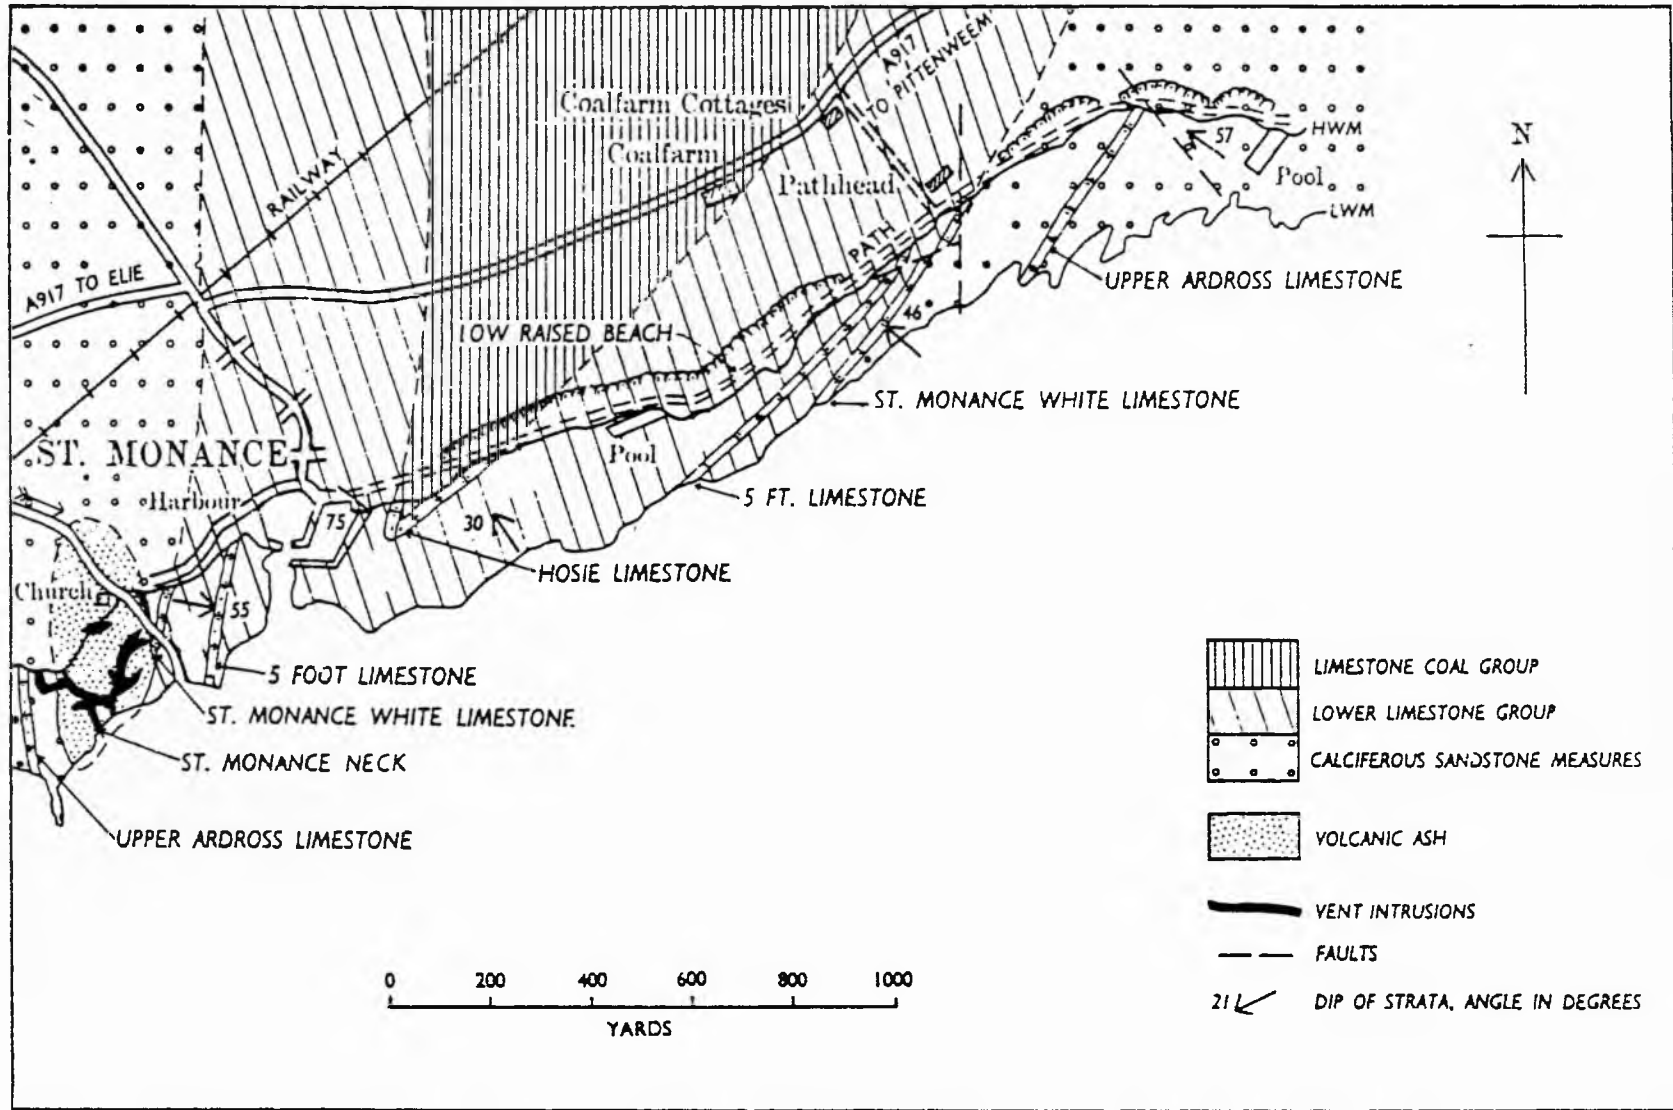 A917
TO PITTENWEEM
Coalfarm Cottages
Coalfarm
Pathhead
PATH
RAILWAY
A917 TO ELIE
57
HWM
Pool
LWM
N
UPPER ARDROSS LIMESTONE
LOW RAISED BEACH
46
ST. MONANCE WHITE LIMESTONE
ST. MONANCE
Pool
Harbour
5 FT. LIMESTONE
75
30
HOSIE LIMESTONE
Church
55
5 FOOT LIMESTONE
ST. MONANCE WHITE LIMESTONE
ST. MONANCE NECK
UPPER ARDROSS LIMESTONE
LIMESTONE COAL GROUP
LOWER LIMESTONE GROUP
CALCIFEROUS SANDSTONE MEASURES
VOLCANIC ASH
VENT INTRUSIONS
FAULTS
21 DIP OF STRATA, ANGLE IN DEGREES
0 200 400 600 800 1000
YARDS